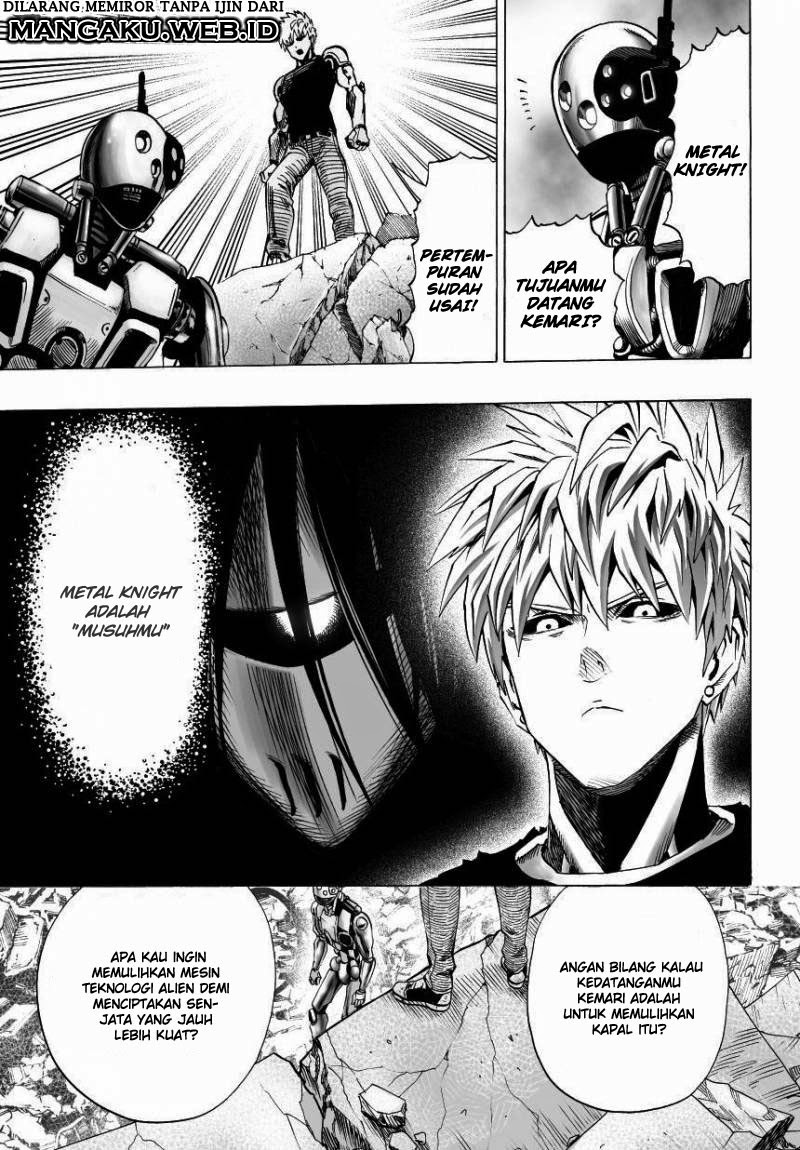 DILARANG MEMIROR TANPA IJIN DARI
MANGAKU.WEB.ID
METAL
KNIGHT!
APA
TUJUANMU
DATANG
KEMARI?
PERTEM-
PURAN
SUDAH
USAI!
METAL KNIGHT
ADALAH
"MUSUHMU"
ANGAN BILANG KALAU
KEDATANGANMU
KEMARI ADALAH
UNTUK MEMULIHKAN
KAPAL ITU?
APA KAU INGIN
MEMULIHKAN MESIN
TEKNOLOGI ALIEN DEMI
MENCIPTAKAN SEN-
JATA YANG JAUH
LEBIH KUAT?